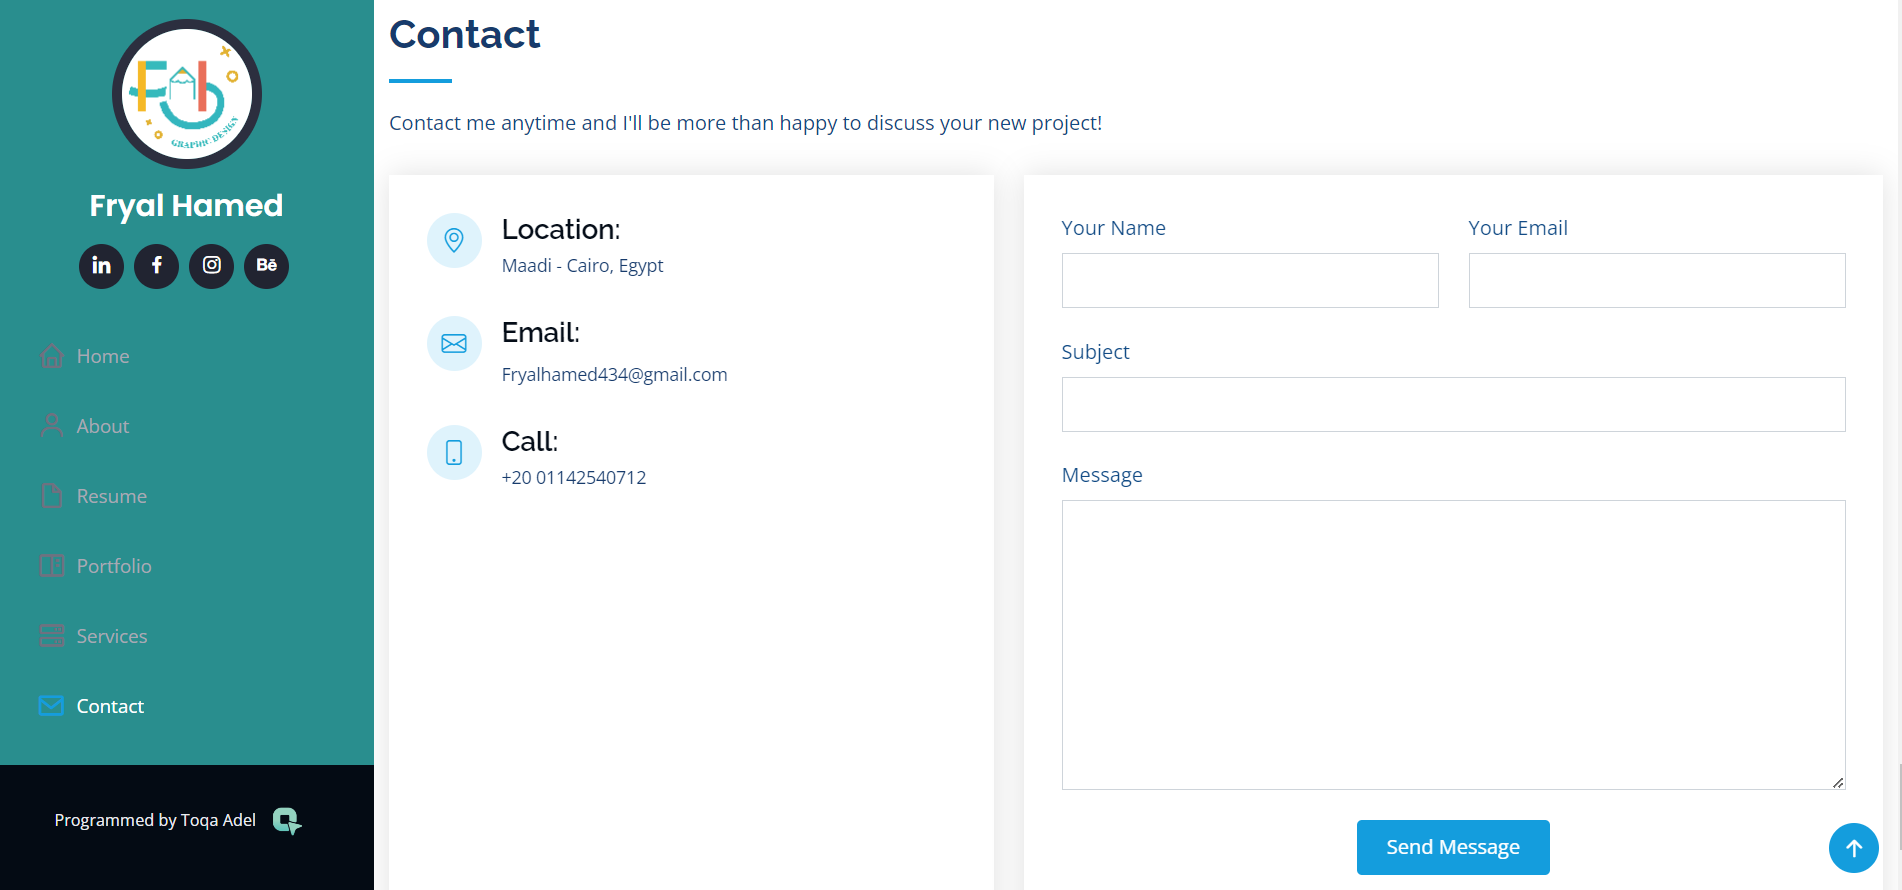 GRAPHIC DESIGN
Fryal Hamed
in
f
Bē
Home
About
Resume
Portfolio
Services
Contact
Programmed by Toqa Adel
Contact
Contact me anytime and I'll be more than happy to discuss your new project!
Location:
Maadi - Cairo, Egypt
Email:
Fryalhamed434@gmail.com
Call:
+20 01142540712
Your Name Your Email
Subject
Message
Send Message